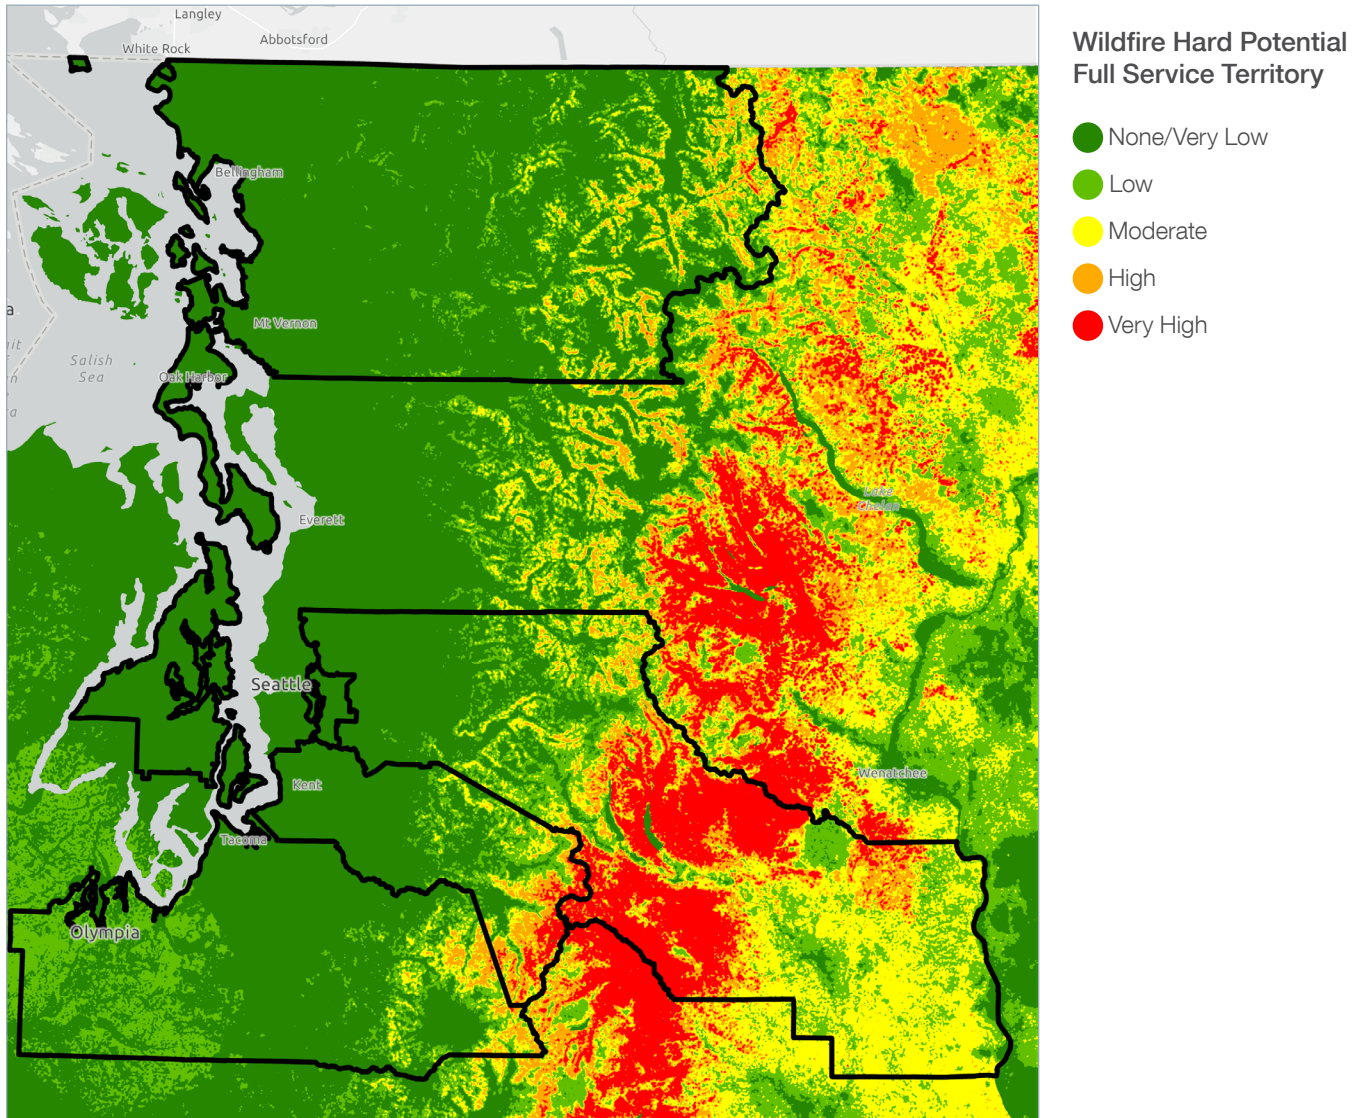 Langley
White Rock
Abbotsford
Wildfire Hard Potential
Full Service Territory
None/Very Low
Low
Moderate
High
Very High
Bellingham
Mt Vernon
a
Salish
Sea
Oak Harbor
Lake
Chelan
Everett
Seattle
Wenatchee
Kent
Tacoma
Olympia